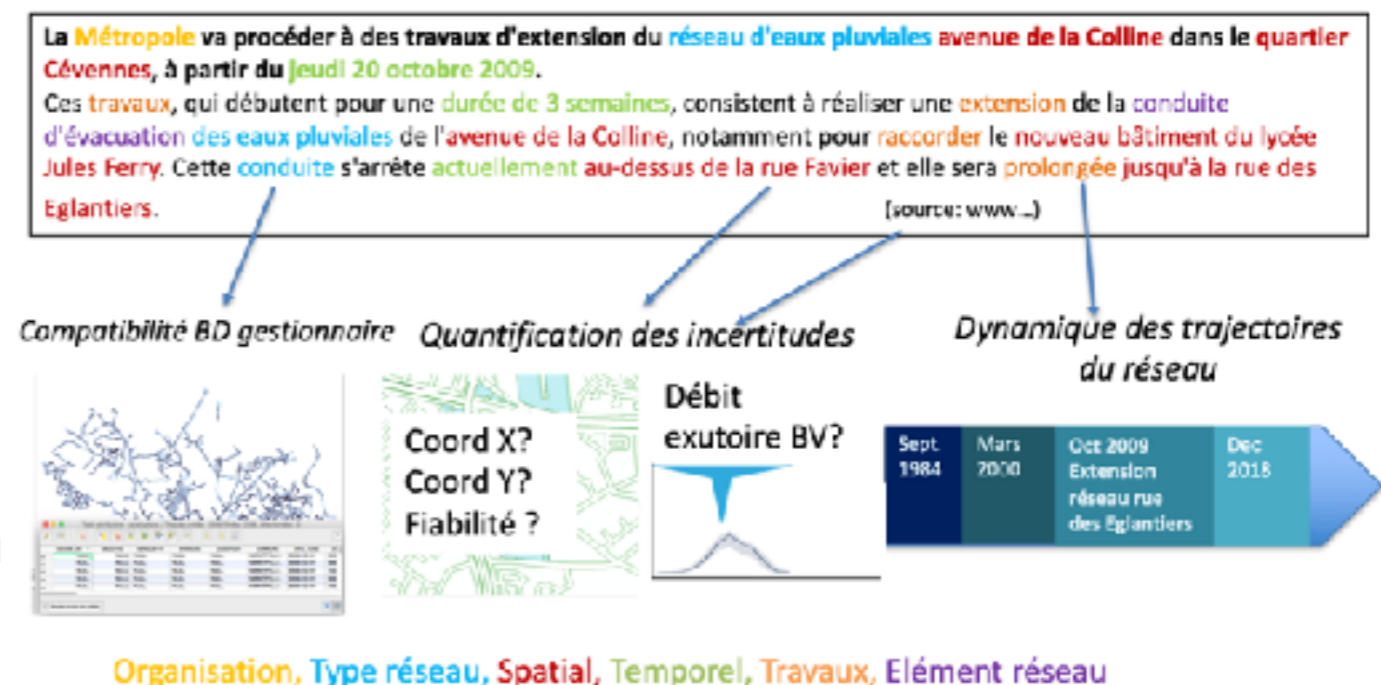 La Métropole va procéder à des travaux d'extension du réseau d'eaux pluviales avenue de la Colline dans le quartier
Cévennes, à partir du jeudi 20 octobre 2009.
Ces travaux, qui débutent pour une durée de 3 semaines, consistent à réaliser une extension de la conduite
d'évacuation des eaux pluviales de l'avenue de la Colline, notamment pour raccorder le nouveau bâtiment du lycée
Jules Ferry. Cette conduite s'arrête actuellement au-dessus de la rue Favier et elle sera prolongée jusqu'à la rue des
Eglantiers.
(source: www...)
Compatibilité BD gestionnaire
Quantification des incertitudes
Dynamique des trajectoires
du réseau
Coord X?
Coord Y?
Fiabilité ?
Débit
exutoire BV?
Sept
1984
Mars
2000
Oct 2009
Extension
réseau rue
des Eglantiers
Dec
2018
Organisation, Type réseau, Spatial, Temporel, Travaux, Elément réseau